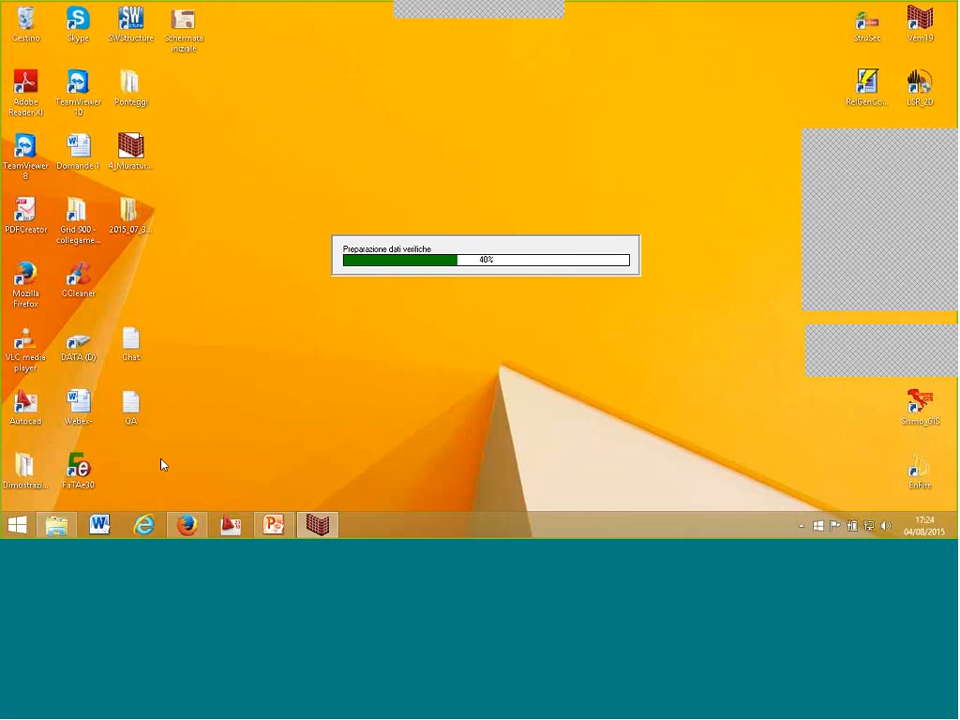 Cestino
Skype
SWStructure
Schermata
iniziale
StruSec
Vem19
Adobe
Reader XI
TeamViewer
10
Ponteggi
RelGenCo...
LSR_2D
TeamViewer
8
Domande 1
4_Muratur...
PDFCreator
Grid 900 -
collegame...
2015_07_3...
Preparazione dati verifiche
40%
Mozilla
Firefox
CCleaner
VLC media
player
DATA (D)
Chat
Autocad
Webex-
QA
Sismo_GIS
Dimostrazi...
FaTAe30
EnFire
17:24
04/08/2015